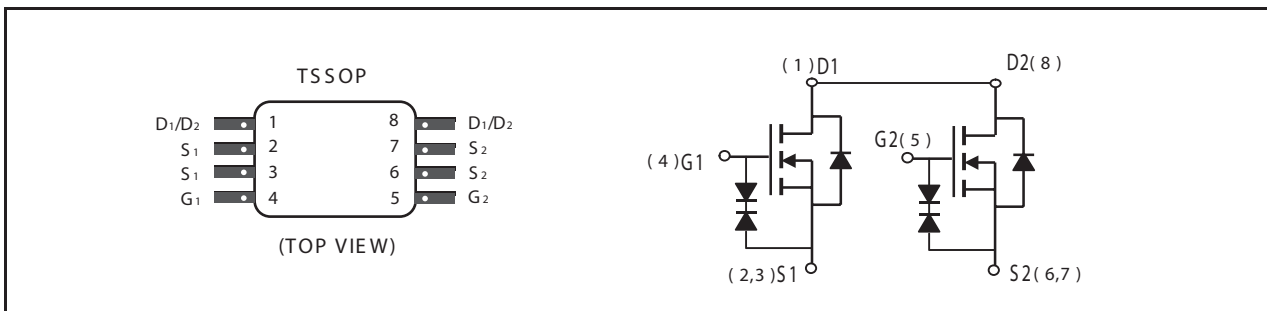 TSSOP
D1/D2 1 8 D1/D2
S1 2 7 S2
S1 3 6 S2
G1 4 5 G2
(TOP VIEW)
( 1 )D1
D2( 8 )
(4)G1
G2( 5 )
( 2,3 )S1
S2( 6,7 )